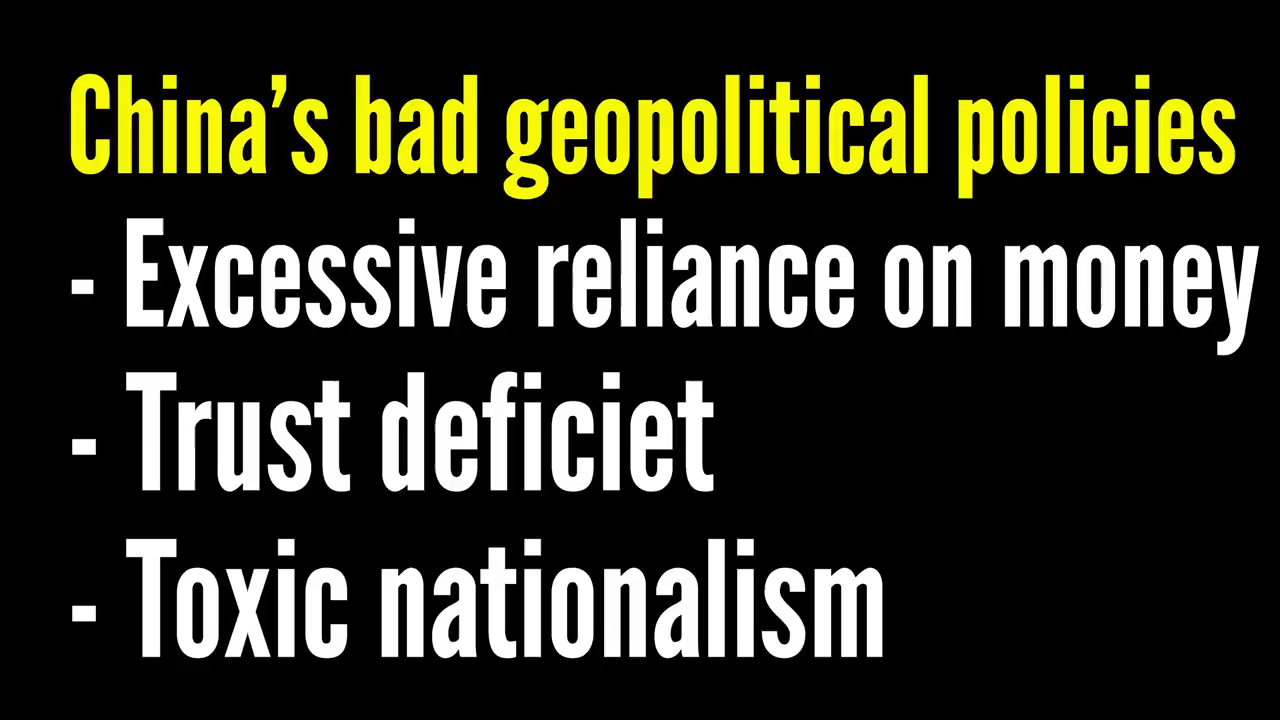 China’s bad geopolitical policies
- Excessive reliance on money
- Trust deficiet
- Toxic nationalism